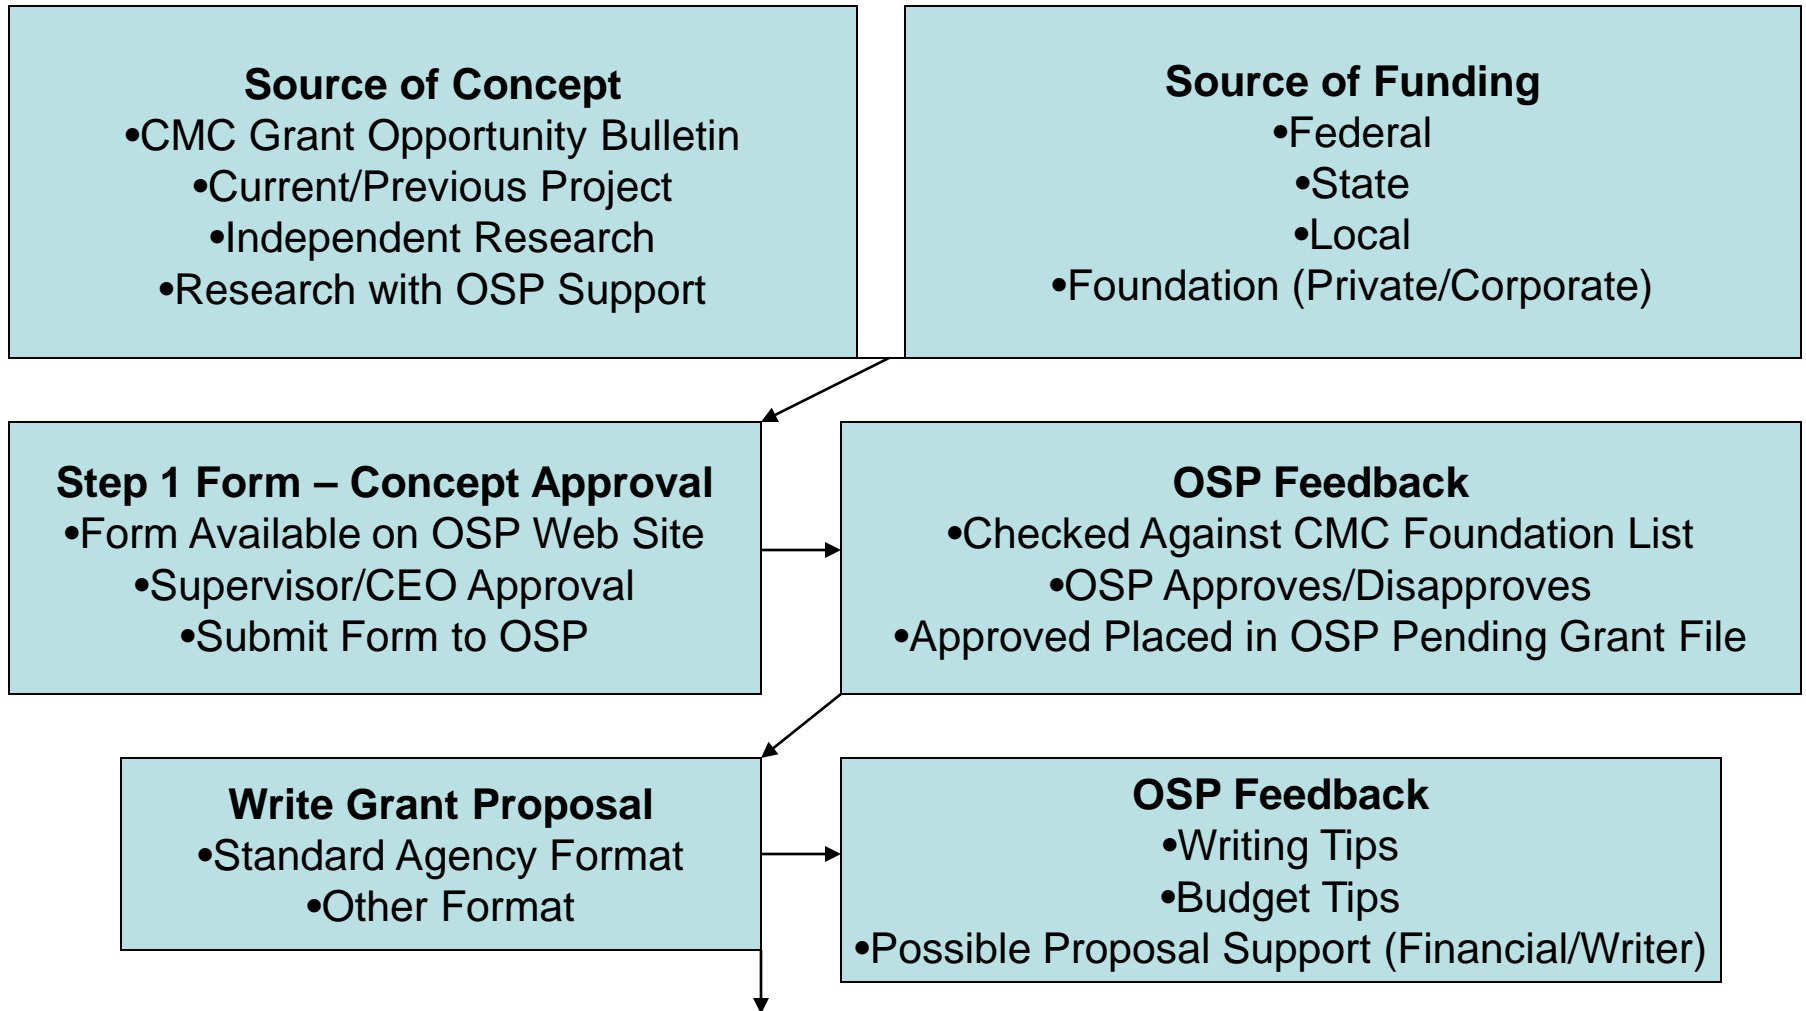 Source of Concept
•CMC Grant Opportunity Bulletin
•Current/Previous Project
•Independent Research
•Research with OSP Support
Source of Funding
•Federal
•State
•Local
•Foundation (Private/Corporate)
Step 1 Form – Concept Approval
•Form Available on OSP Web Site
•Supervisor/CEO Approval
•Submit Form to OSP
OSP Feedback
•Checked Against CMC Foundation List
•OSP Approves/Disapproves
•Approved Placed in OSP Pending Grant File
Write Grant Proposal
•Standard Agency Format
•Other Format
OSP Feedback
•Writing Tips
•Budget Tips
•Possible Proposal Support (Financial/Writer)